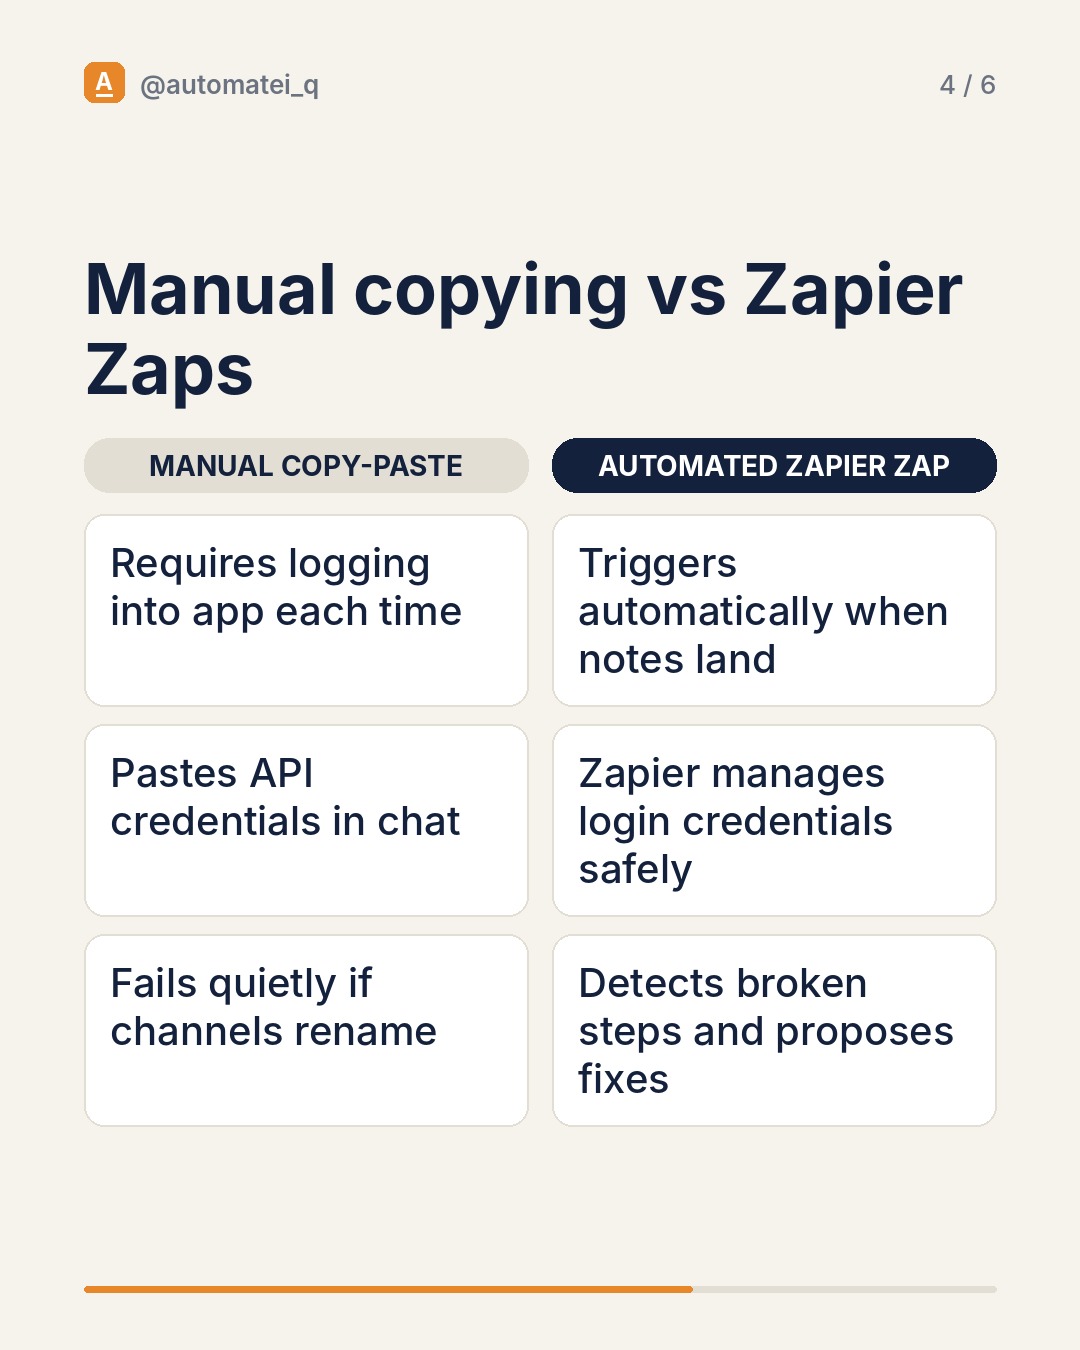 A
@automatei_q
4 / 6
Manual copying vs Zapier
Zaps
MANUAL COPY-PASTE
AUTOMATED ZAPIER ZAP
Requires logging
into app each time
Triggers
automatically when
notes land
Pastes API
credentials in chat
Zapier manages
login credentials
safely
Fails quietly if
channels rename
Detects broken
steps and proposes
fixes